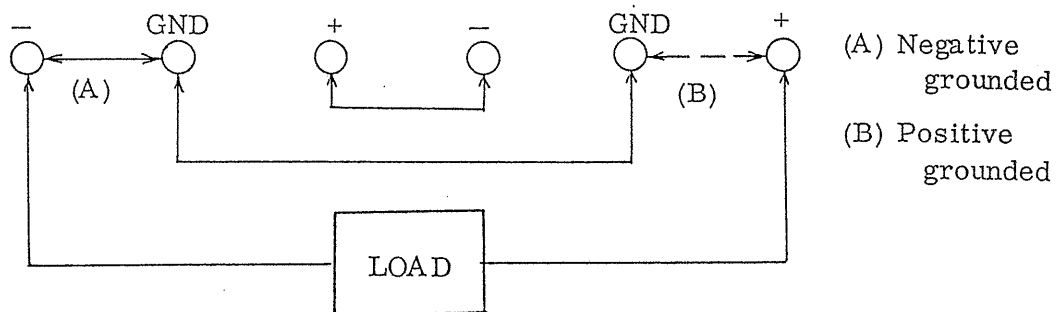 − GND + − GND +
(A) (B)
(A) Negative
grounded
(B) Positive
grounded
LOAD